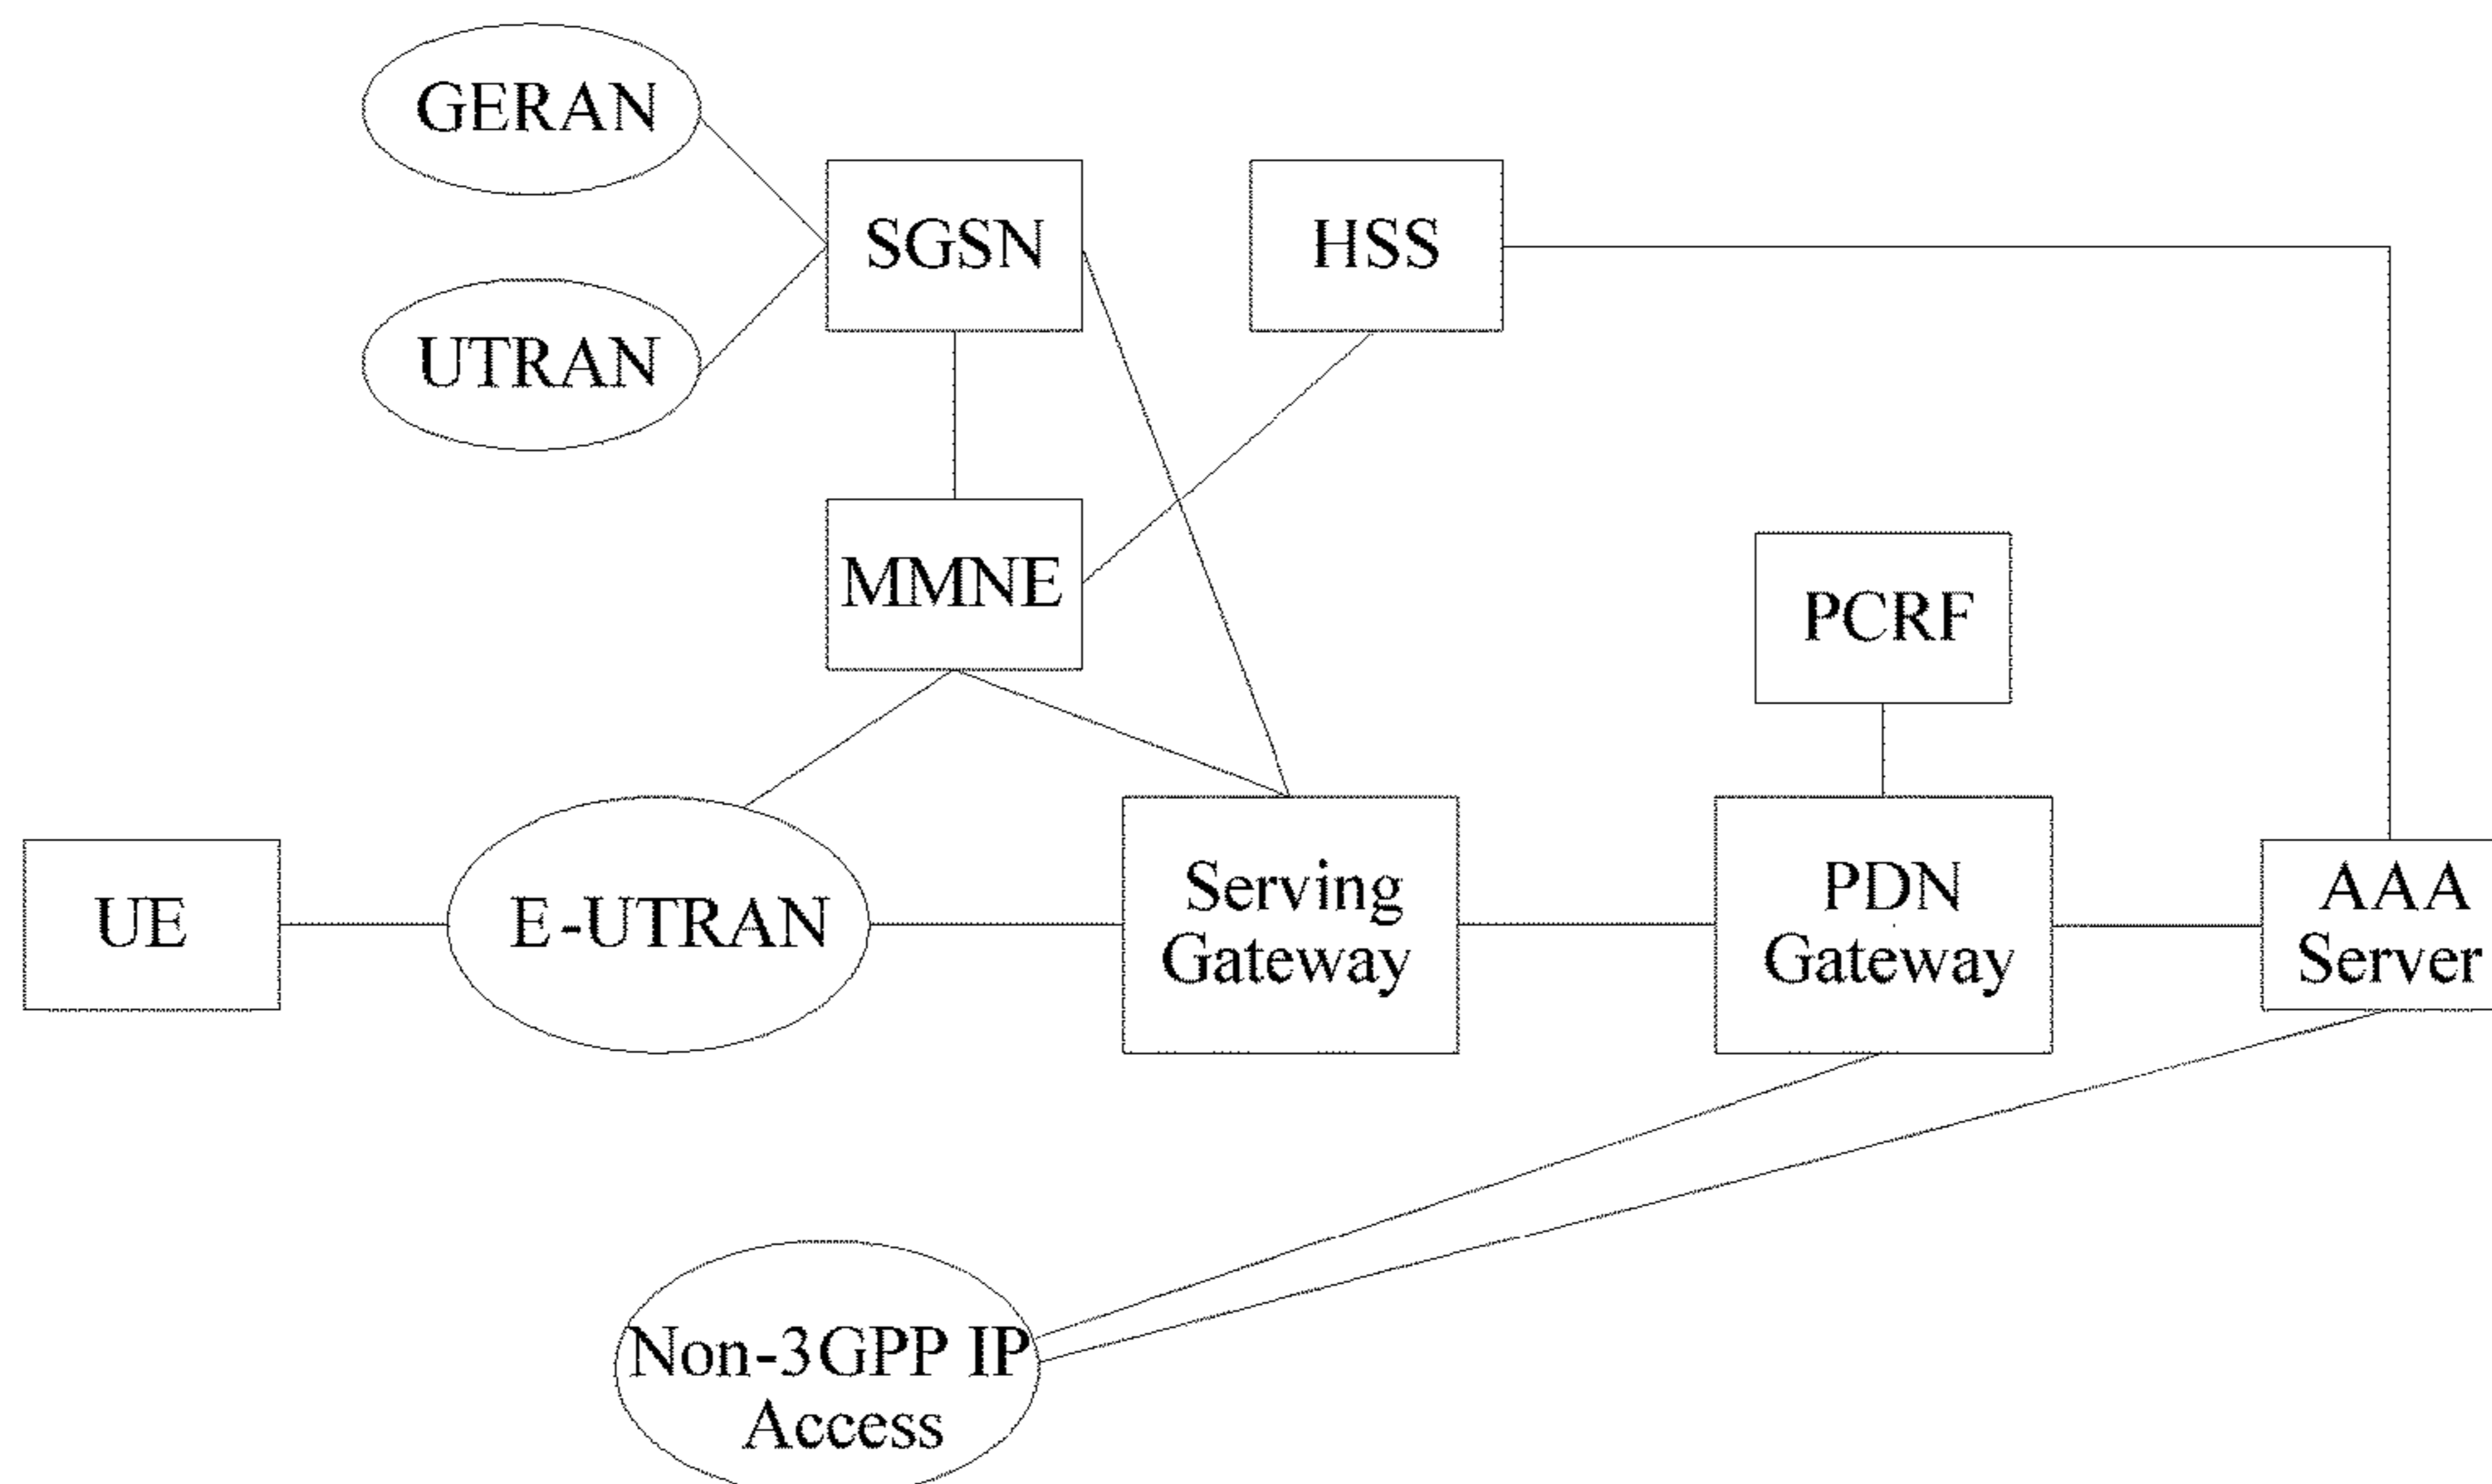 GERAN
SGSN
HSS
UTRAN
MMNE
PCRF
UE
E-UTRAN
Serving
Gateway
PDN
Gateway
AAA
Server
Non-3GPP IP
Access